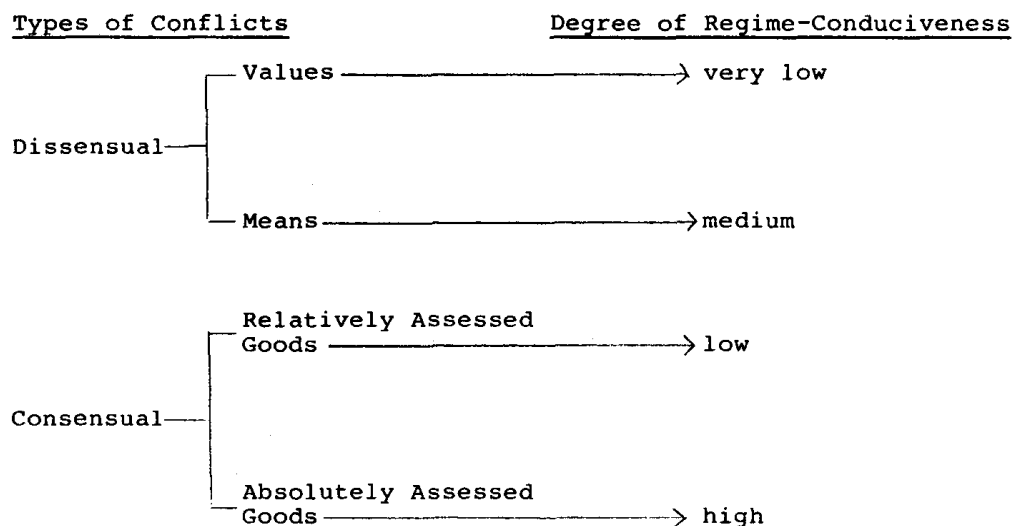 Types of Conflicts Degree of Regime-Conduciveness
Values very low
Dissensual
Means medium
Relatively Assessed
Goods low
Consensual
Absolutely Assessed
Goods high